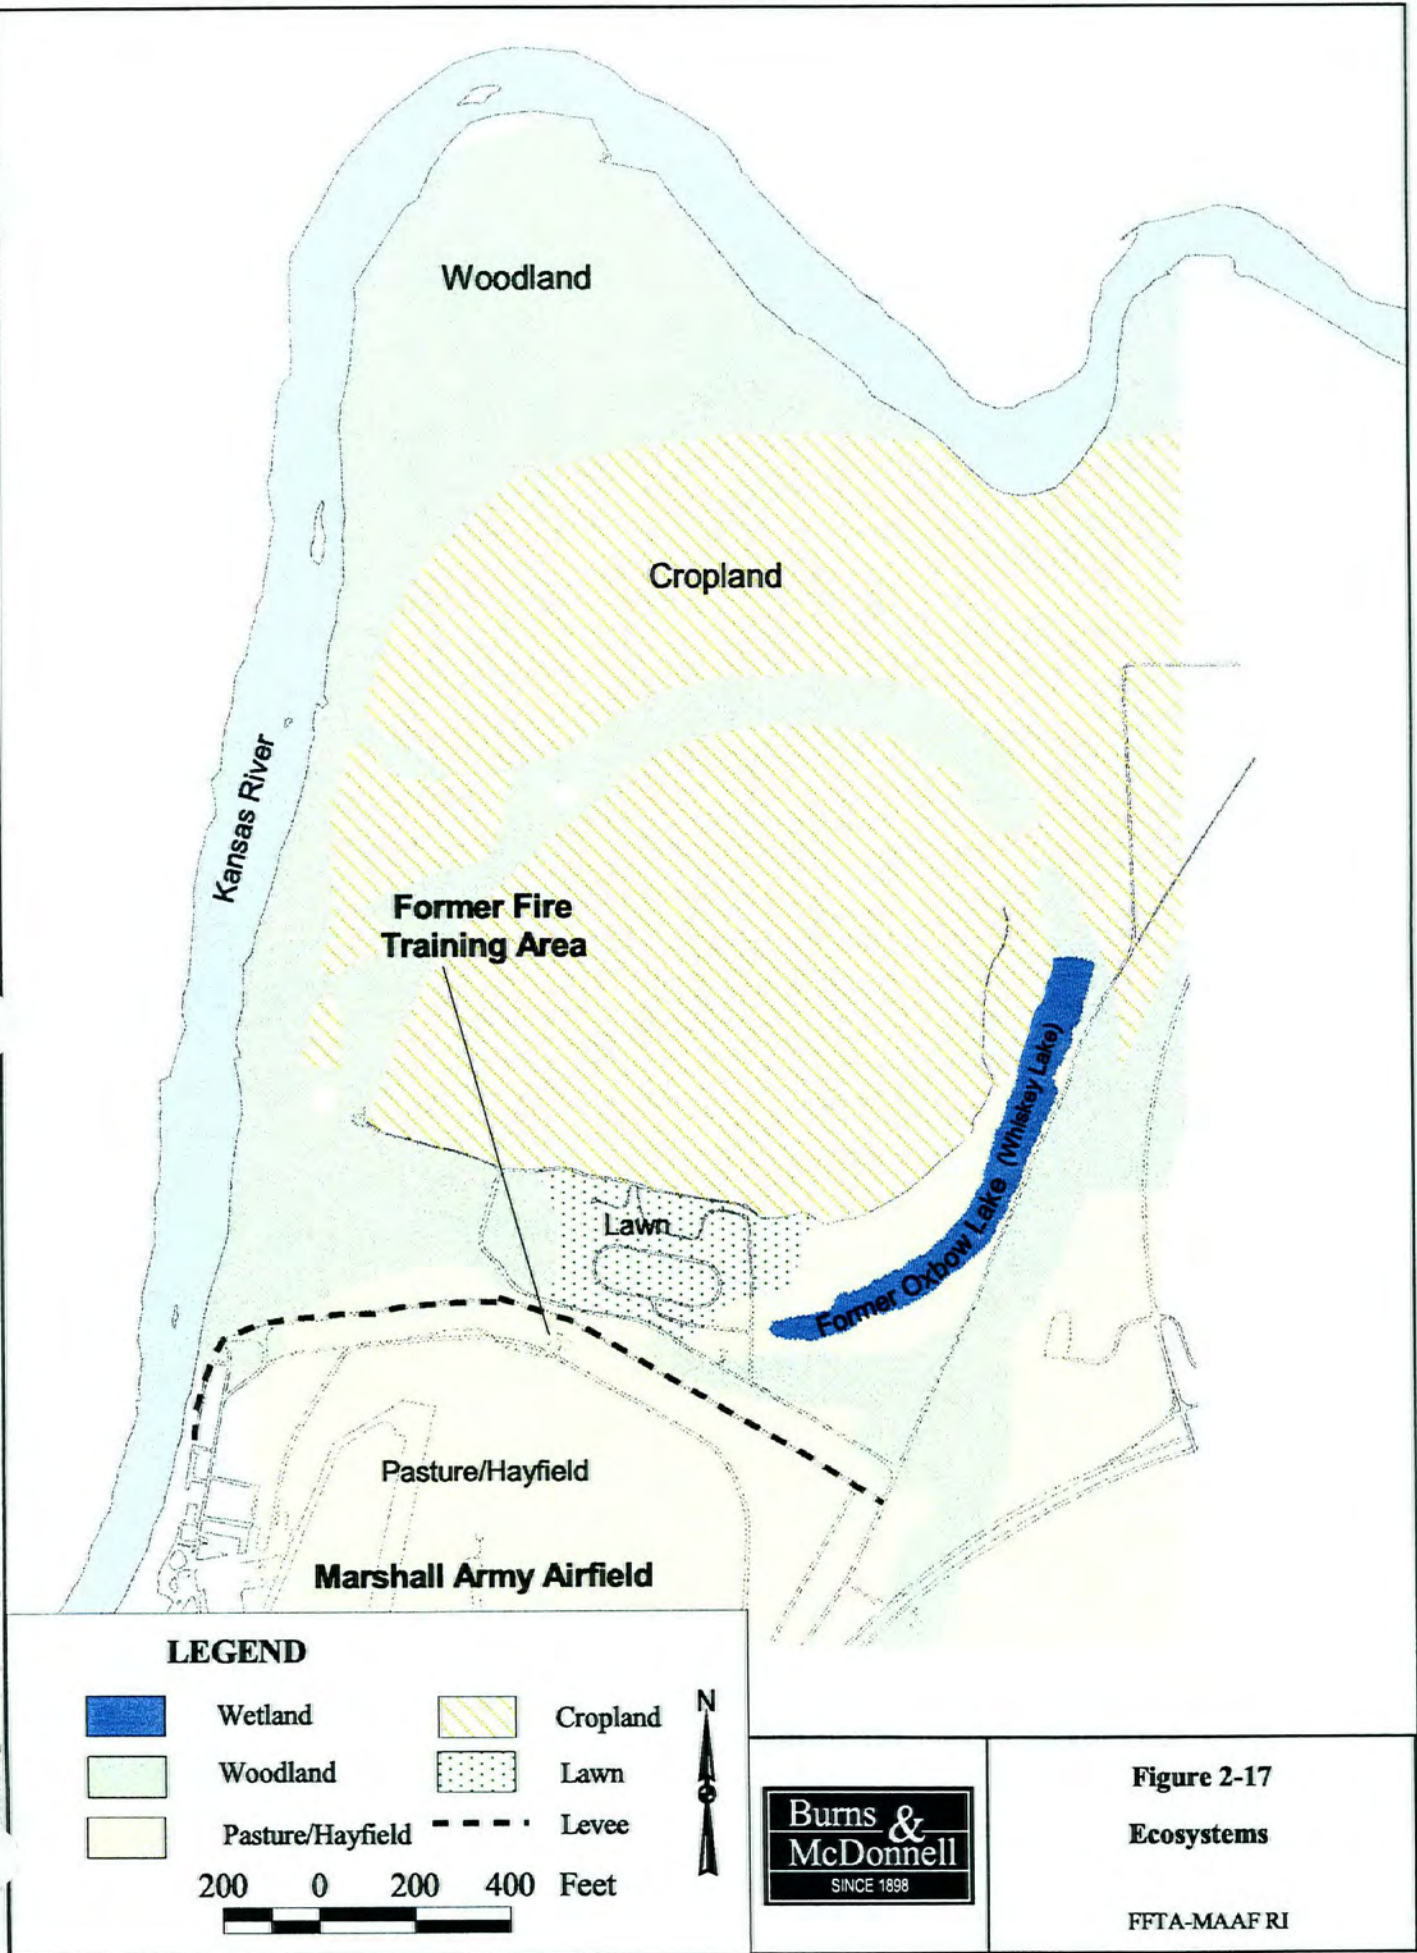 Woodland
Cropland
Kansas River
Former Fire
Training Area
Former Oxbow Lake (Whiskey Lake)
Lawn
Pasture/Hayfield
Marshall Army Airfield
LEGEND
Wetland
Woodland
Pasture/Hayfield
Cropland
Lawn
Levee
200 0 200 400 Feet
N
Burns &
McDonnell
SINCE 1898
Figure 2-17
Ecosystems
FFTA-MAAF RI